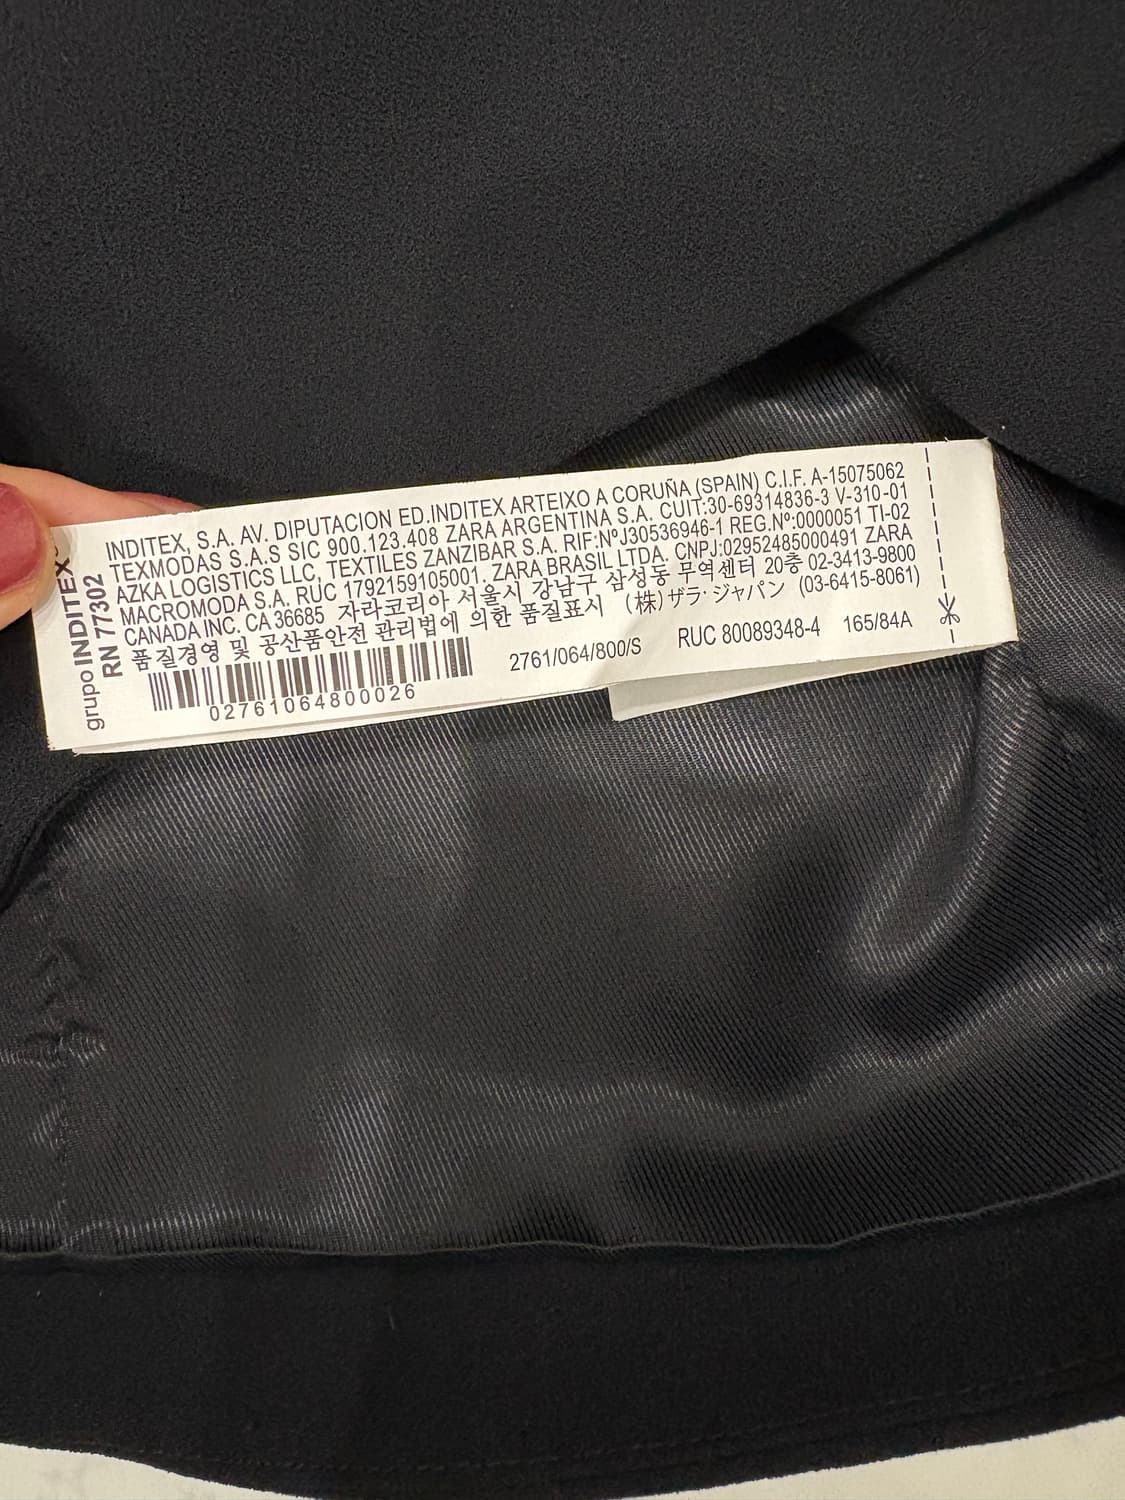 grupo INDITEX
RN 77302
INDITEX, S.A. AV. DIPUTACION ED.INDITEX ARTEIXO A CORUÑA (SPAIN) C.I.F. A-15075062
TEXMODAS S.A.S SIC 900.123.408 ZARA ARGENTINA S.A. CUIT:30-69314836-3 V-310-01
AZKA LOGISTICS LLC, TEXTILES ZANZIBAR S.A. RIF:NºJ30536946-1 REG.Nº:0000051 TI-02
MACROMODA S.A. RUC 1792159105001. ZARA BRASIL LTDA. CNPJ:02952485000491 ZARA
CANADA INC. CA 36685 자라코리아 서울시 강남구 삼성동 무역센터 20층 02-3413-9800
품질경영 및 공산품안전 관리법에 의한 품질표시 (株)ザラ・ジャパン (03-6415-8061)
02761064800026
2761/064/800/S RUC 80089348-4 165/84A